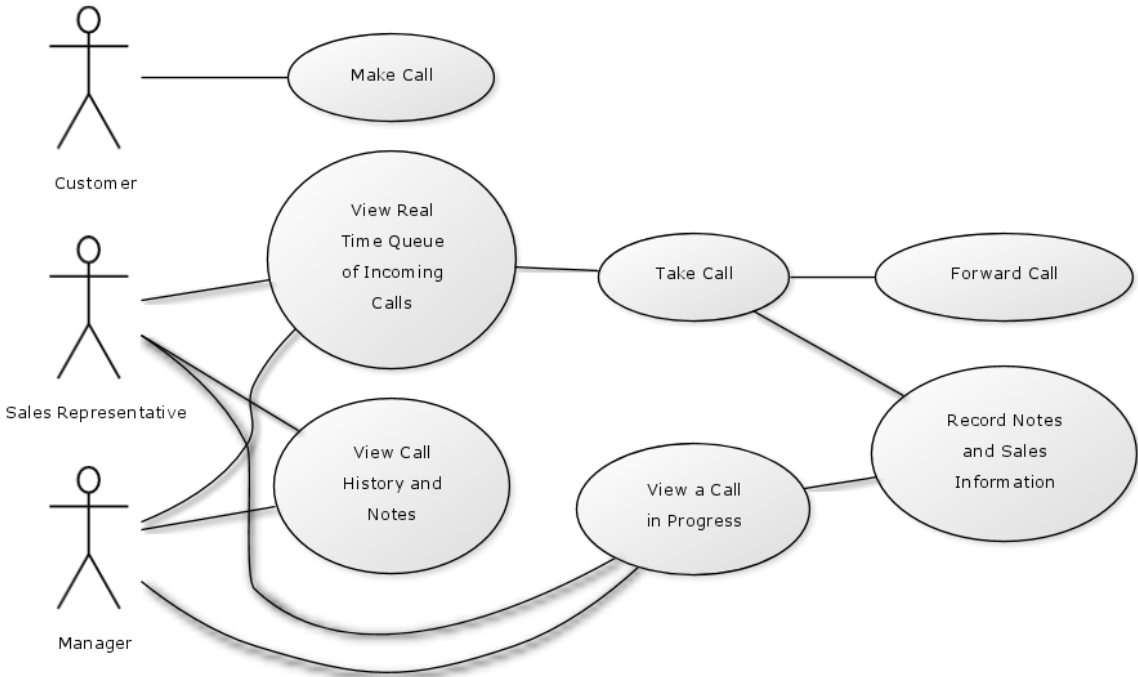 Make Call
Customer
View Real
Time Queue
of Incoming
Calls
Take Call
Forward Call
Sales Representative
View Call
History and
Notes
View a Call
in Progress
Record Notes
and Sales
Information
Manager